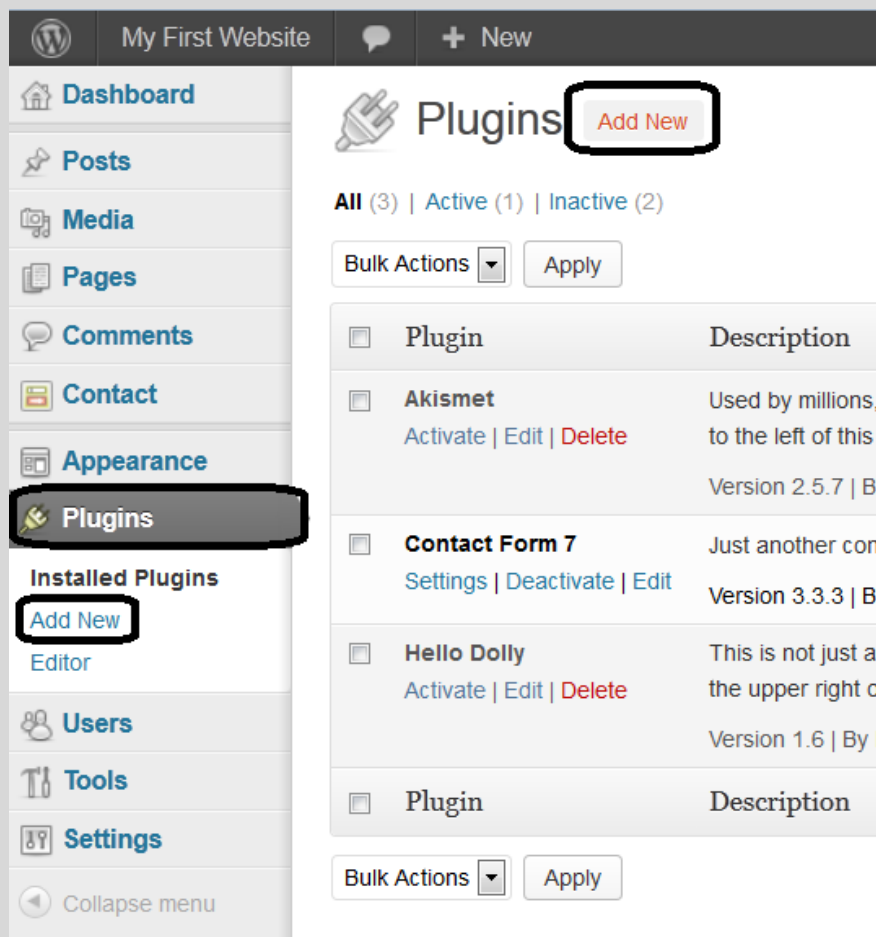 My First Website + New
Dashboard
Posts
Media
Pages
Comments
Contact
Appearance
Plugins
Installed Plugins
Add New
Editor
Users
Tools
Settings
Collapse menu
Plugins Add New
All (3) | Active (1) | Inactive (2)
Bulk Actions Apply
Plugin Description
Akismet Used by millions,
Activate | Edit | Delete to the left of this
Version 2.5.7 | B
Contact Form 7 Just another con
Settings | Deactivate | Edit Version 3.3.3 | B
Hello Dolly This is not just a
Activate | Edit | Delete the upper right o
Version 1.6 | By
Plugin Description
Bulk Actions Apply